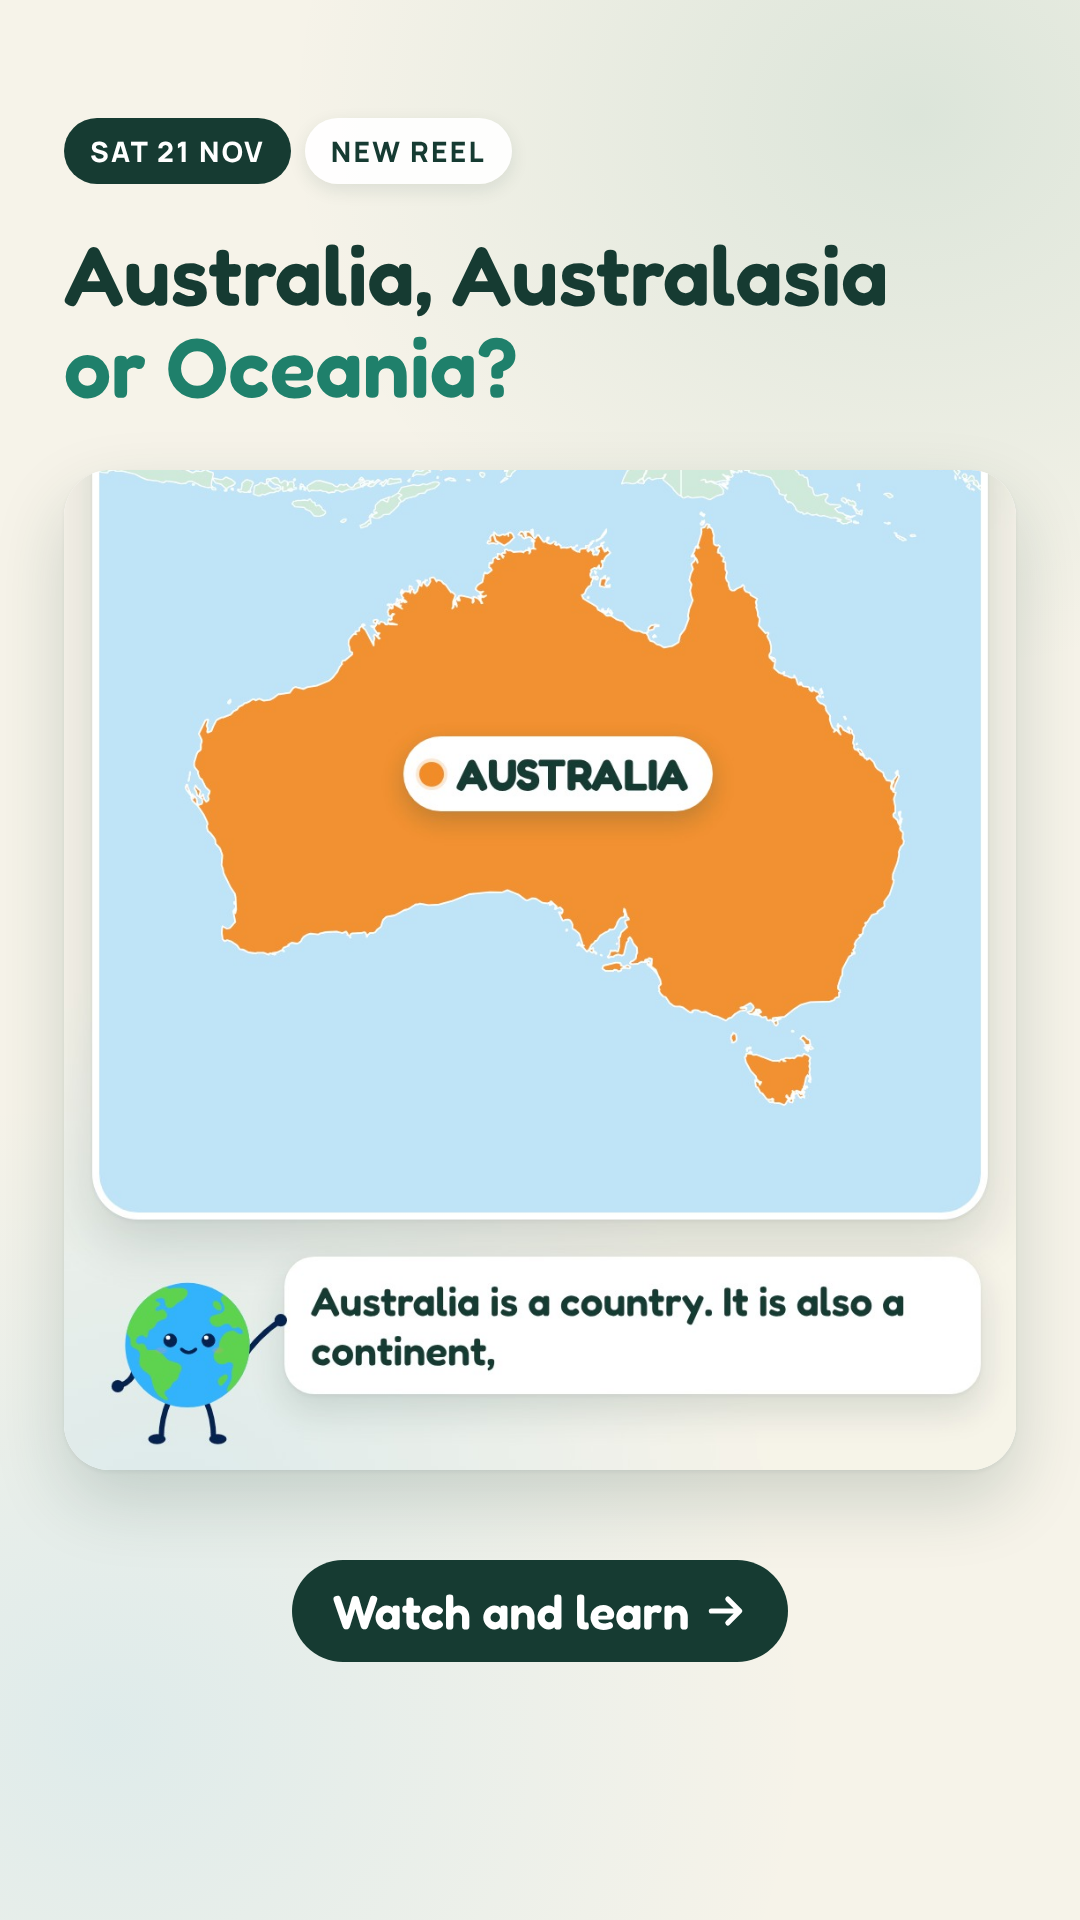 SAT 21 NOV
NEW REEL
Australia, Australasia
or Oceania?
AUSTRALIA
Australia is a country. It is also a
continent,
Watch and learn →